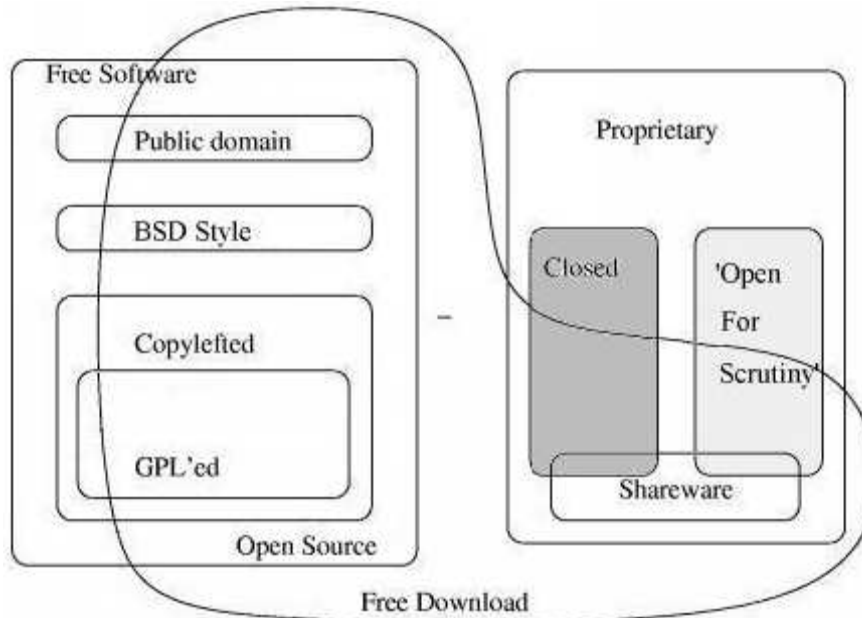 Free Software
Public domain
BSD Style
Copylefted
GPL'ed
Open Source
Proprietary
Closed
'Open
For
Scrutiny'
Shareware
Free Download